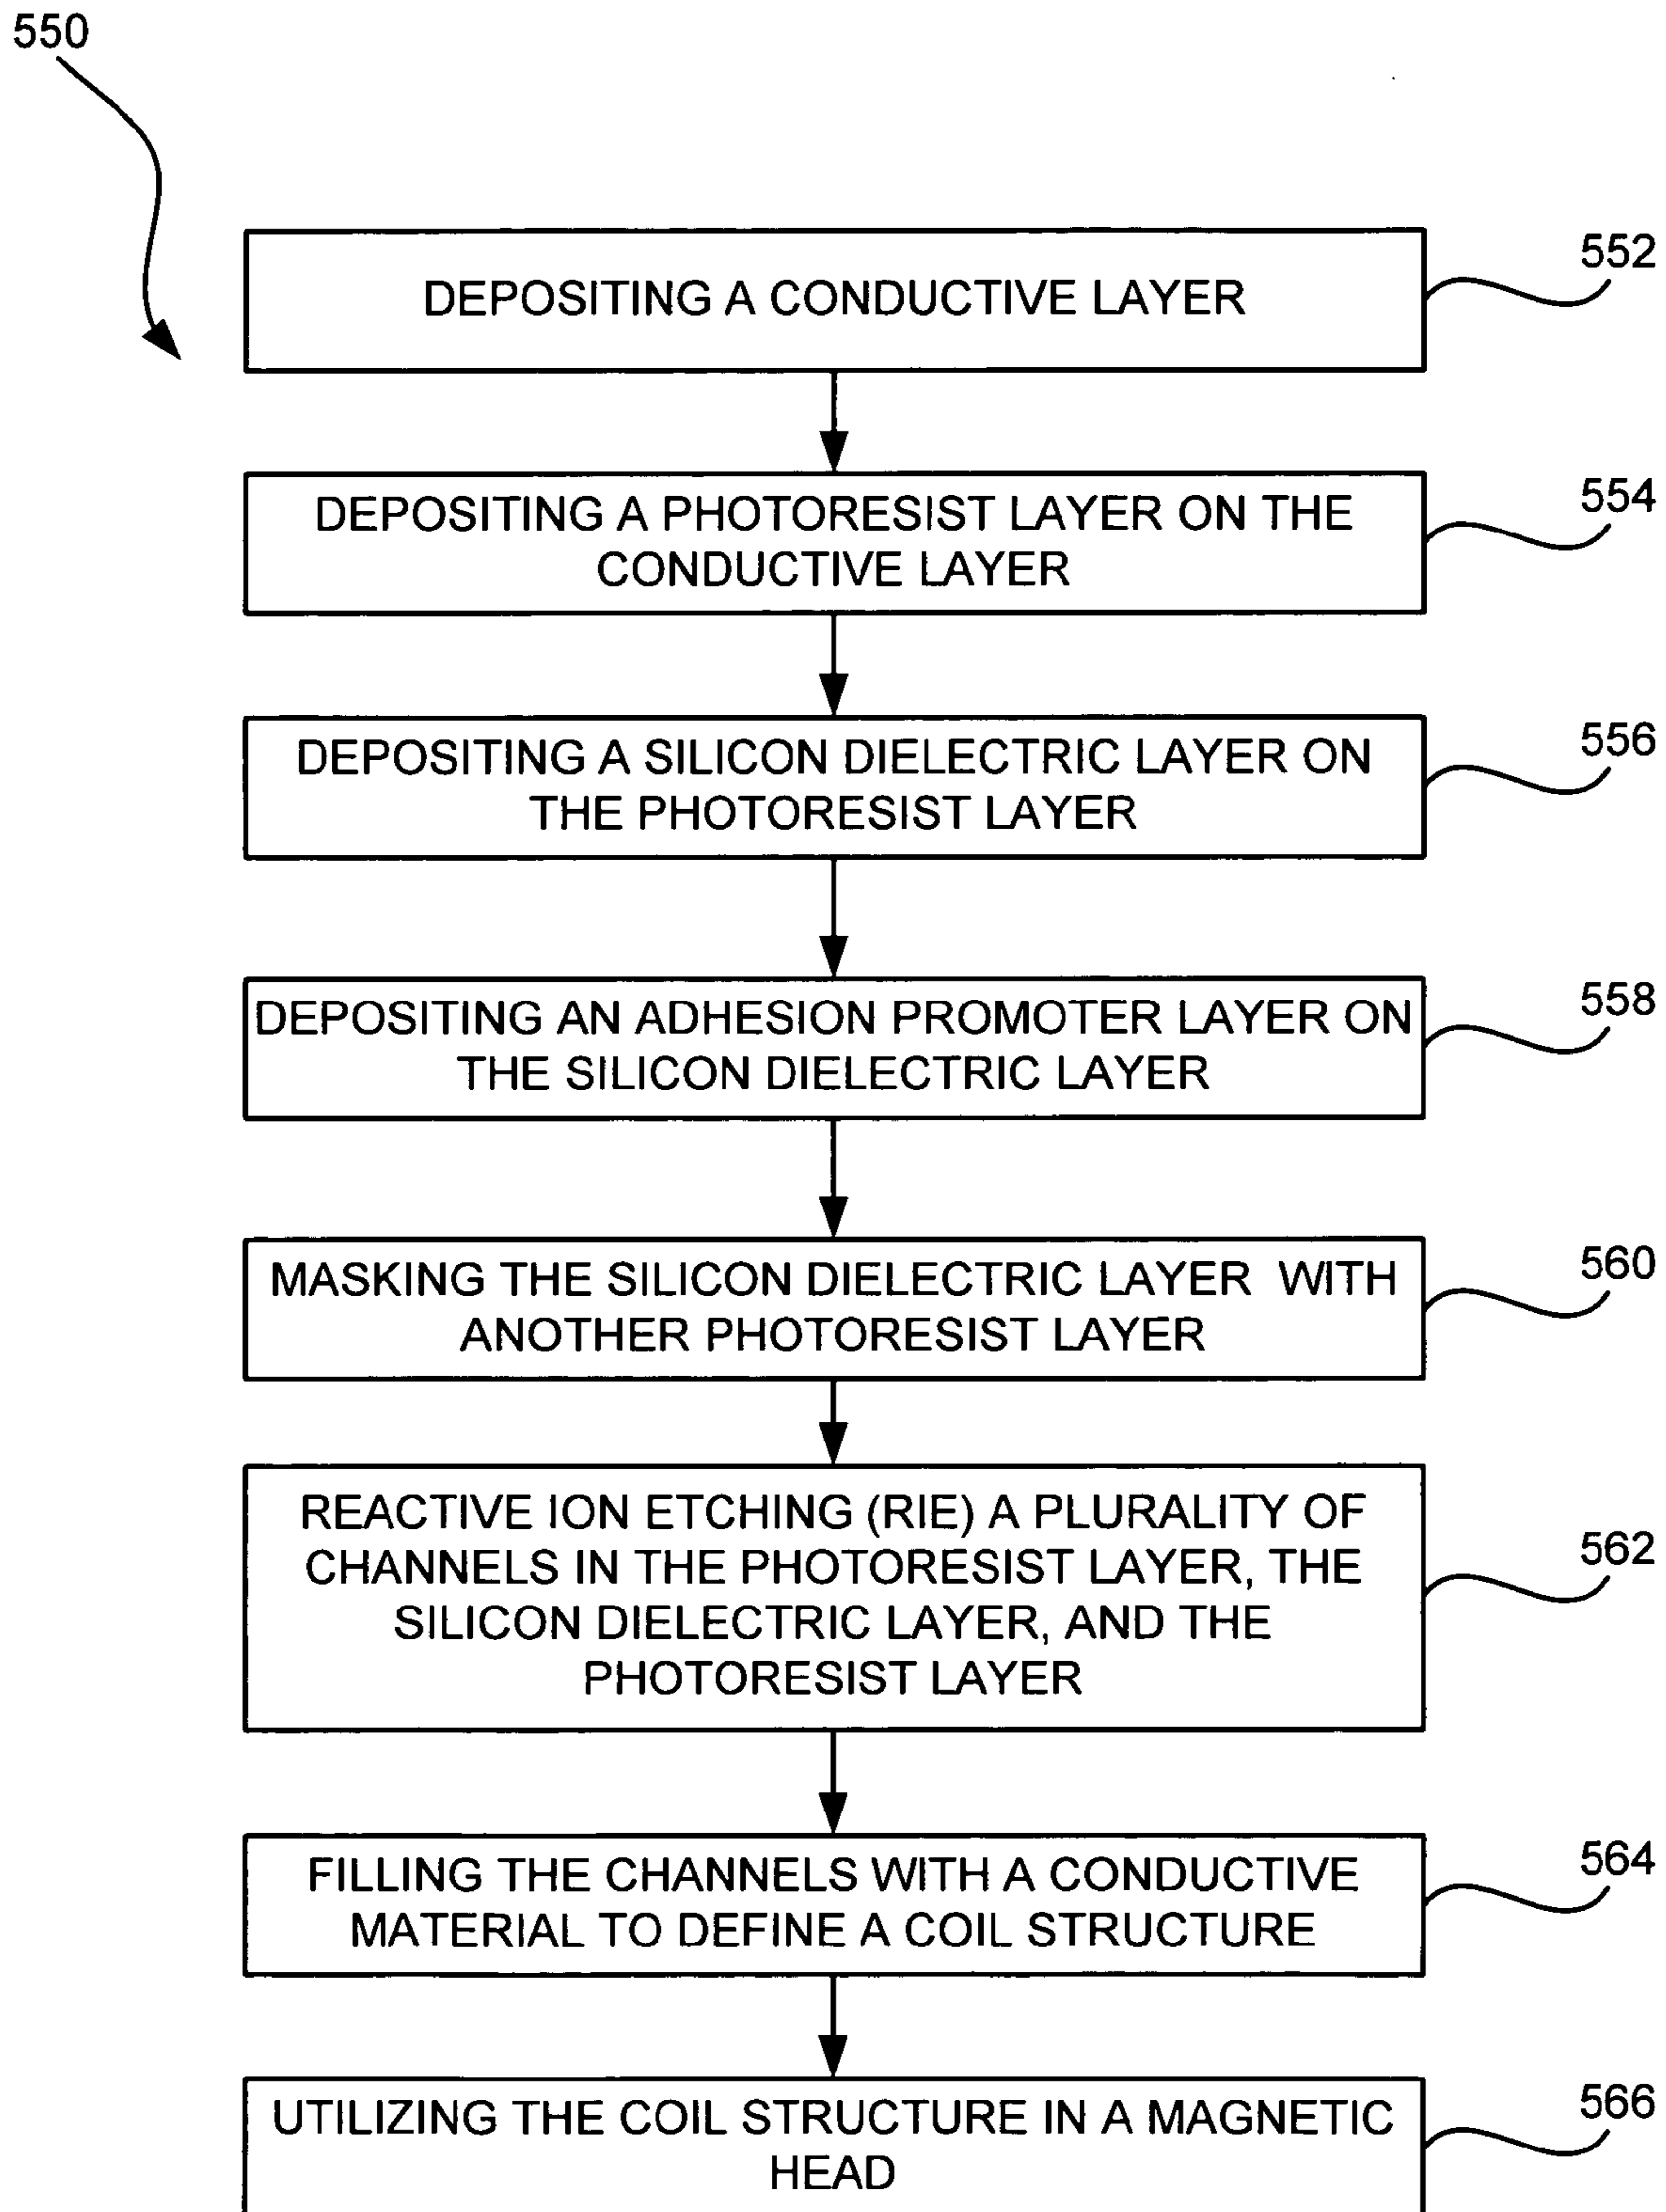 550
DEPOSITING A CONDUCTIVE LAYER
552
DEPOSITING A PHOTORESIST LAYER ON THE
CONDUCTIVE LAYER
554
DEPOSITING A SILICON DIELECTRIC LAYER ON
THE PHOTORESIST LAYER
556
DEPOSITING AN ADHESION PROMOTER LAYER ON
THE SILICON DIELECTRIC LAYER
558
MASKING THE SILICON DIELECTRIC LAYER WITH
ANOTHER PHOTORESIST LAYER
560
REACTIVE ION ETCHING (RIE) A PLURALITY OF
CHANNELS IN THE PHOTORESIST LAYER, THE
SILICON DIELECTRIC LAYER, AND THE
PHOTORESIST LAYER
562
FILLING THE CHANNELS WITH A CONDUCTIVE
MATERIAL TO DEFINE A COIL STRUCTURE
564
UTILIZING THE COIL STRUCTURE IN A MAGNETIC
HEAD
566